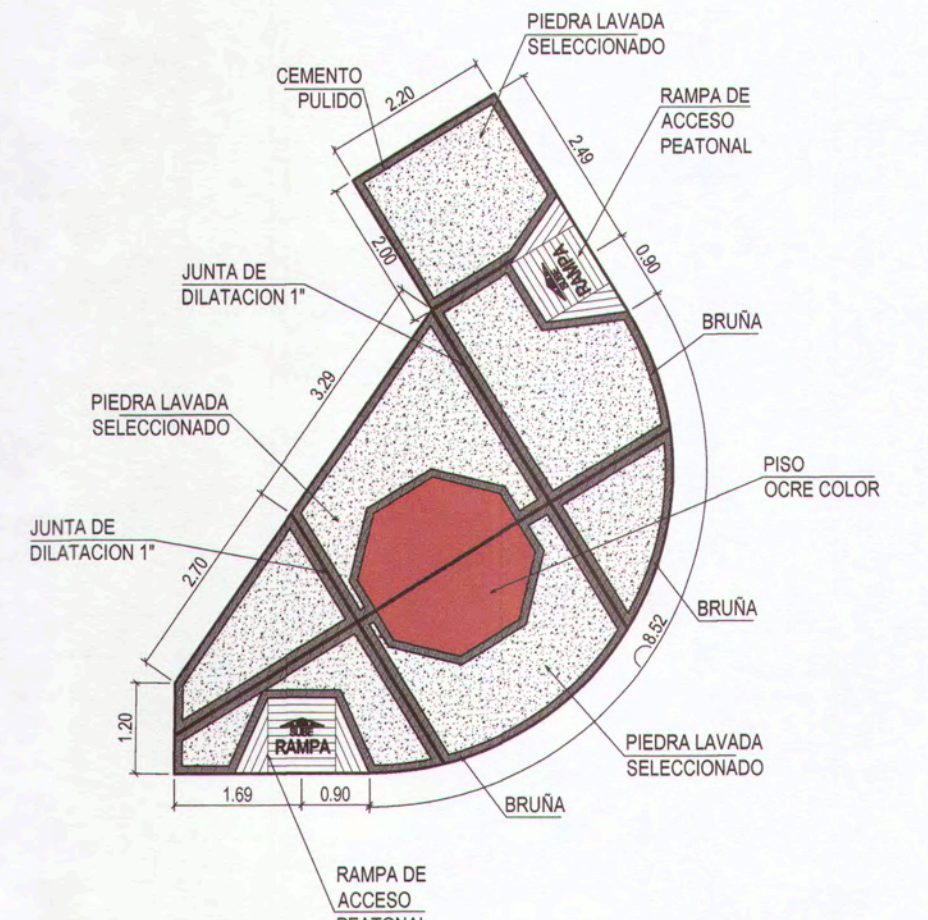 PIEDRA LAVADA
SELECCIONADO
CEMENTO
PULIDO
2.20
RAMPA DE
ACCESO
PEATONAL
2.49
2.00
SUBE
RAMPA
0.90
JUNTA DE
DILATACION 1"
BRUÑA
3.29
PIEDRA LAVADA
SELECCIONADO
PISO
OCRE COLOR
JUNTA DE
DILATACION 1"
2.70
BRUÑA
8.52
1.20
SUBE
RAMPA
PIEDRA LAVADA
SELECCIONADO
1.69
0.90
BRUÑA
RAMPA DE
ACCESO
PEATONAL